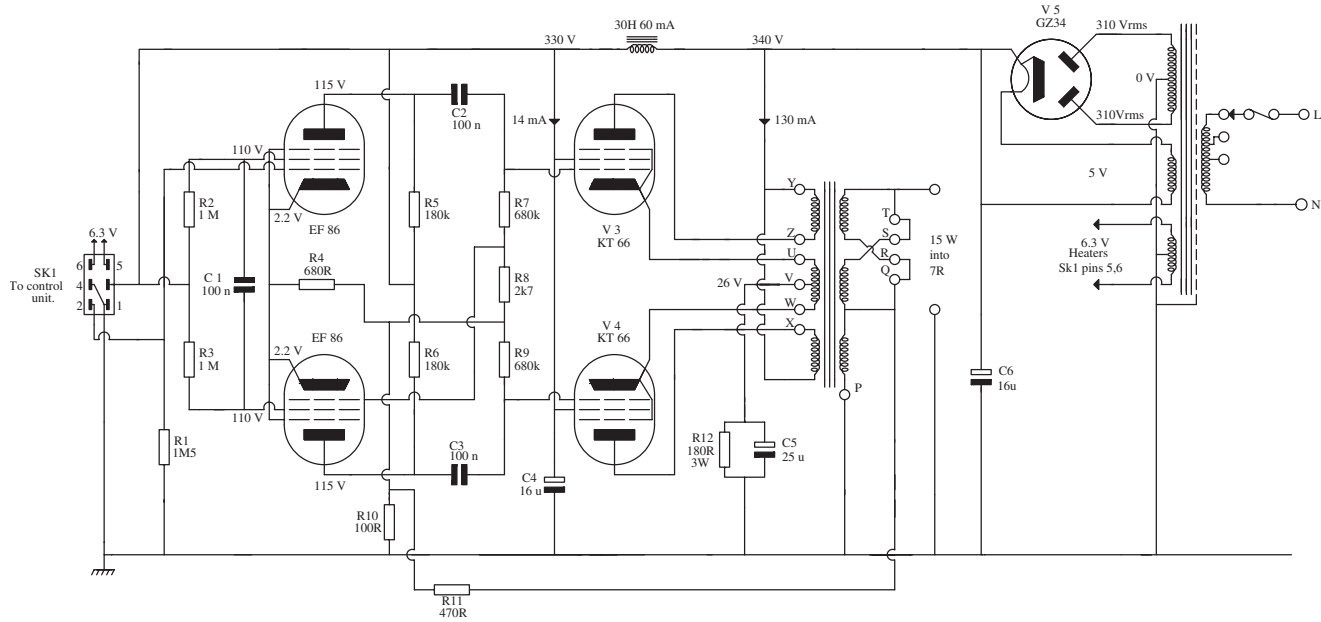 V 5
GZ34
310 Vrms
0 V
310Vrms
5 V
6.3 V
Heaters
Sk1 pins 5,6
L
N
30H 60 mA
330 V
340 V
14 mA
130 mA
115 V
C2
100 n
110 V
R2
1 M
2.2 V
EF 86
R5
180k
R7
680k
V 3
KT 66
6.3 V
SK1
To control
unit.
6
5
4
2
1
C 1
100 n
R4
680R
R8
2k7
EF 86
V 4
KT 66
R3
1 M
2.2 V
R6
180k
R9
680k
110 V
R1
1M5
115 V
C3
100 n
C4
16 u
R10
100R
R11
470R
Y
Z
U
V
26 V
W
X
T
S
R
Q
P
15 W
into
7R
R12
180R
3W
C5
25 u
C6
16u